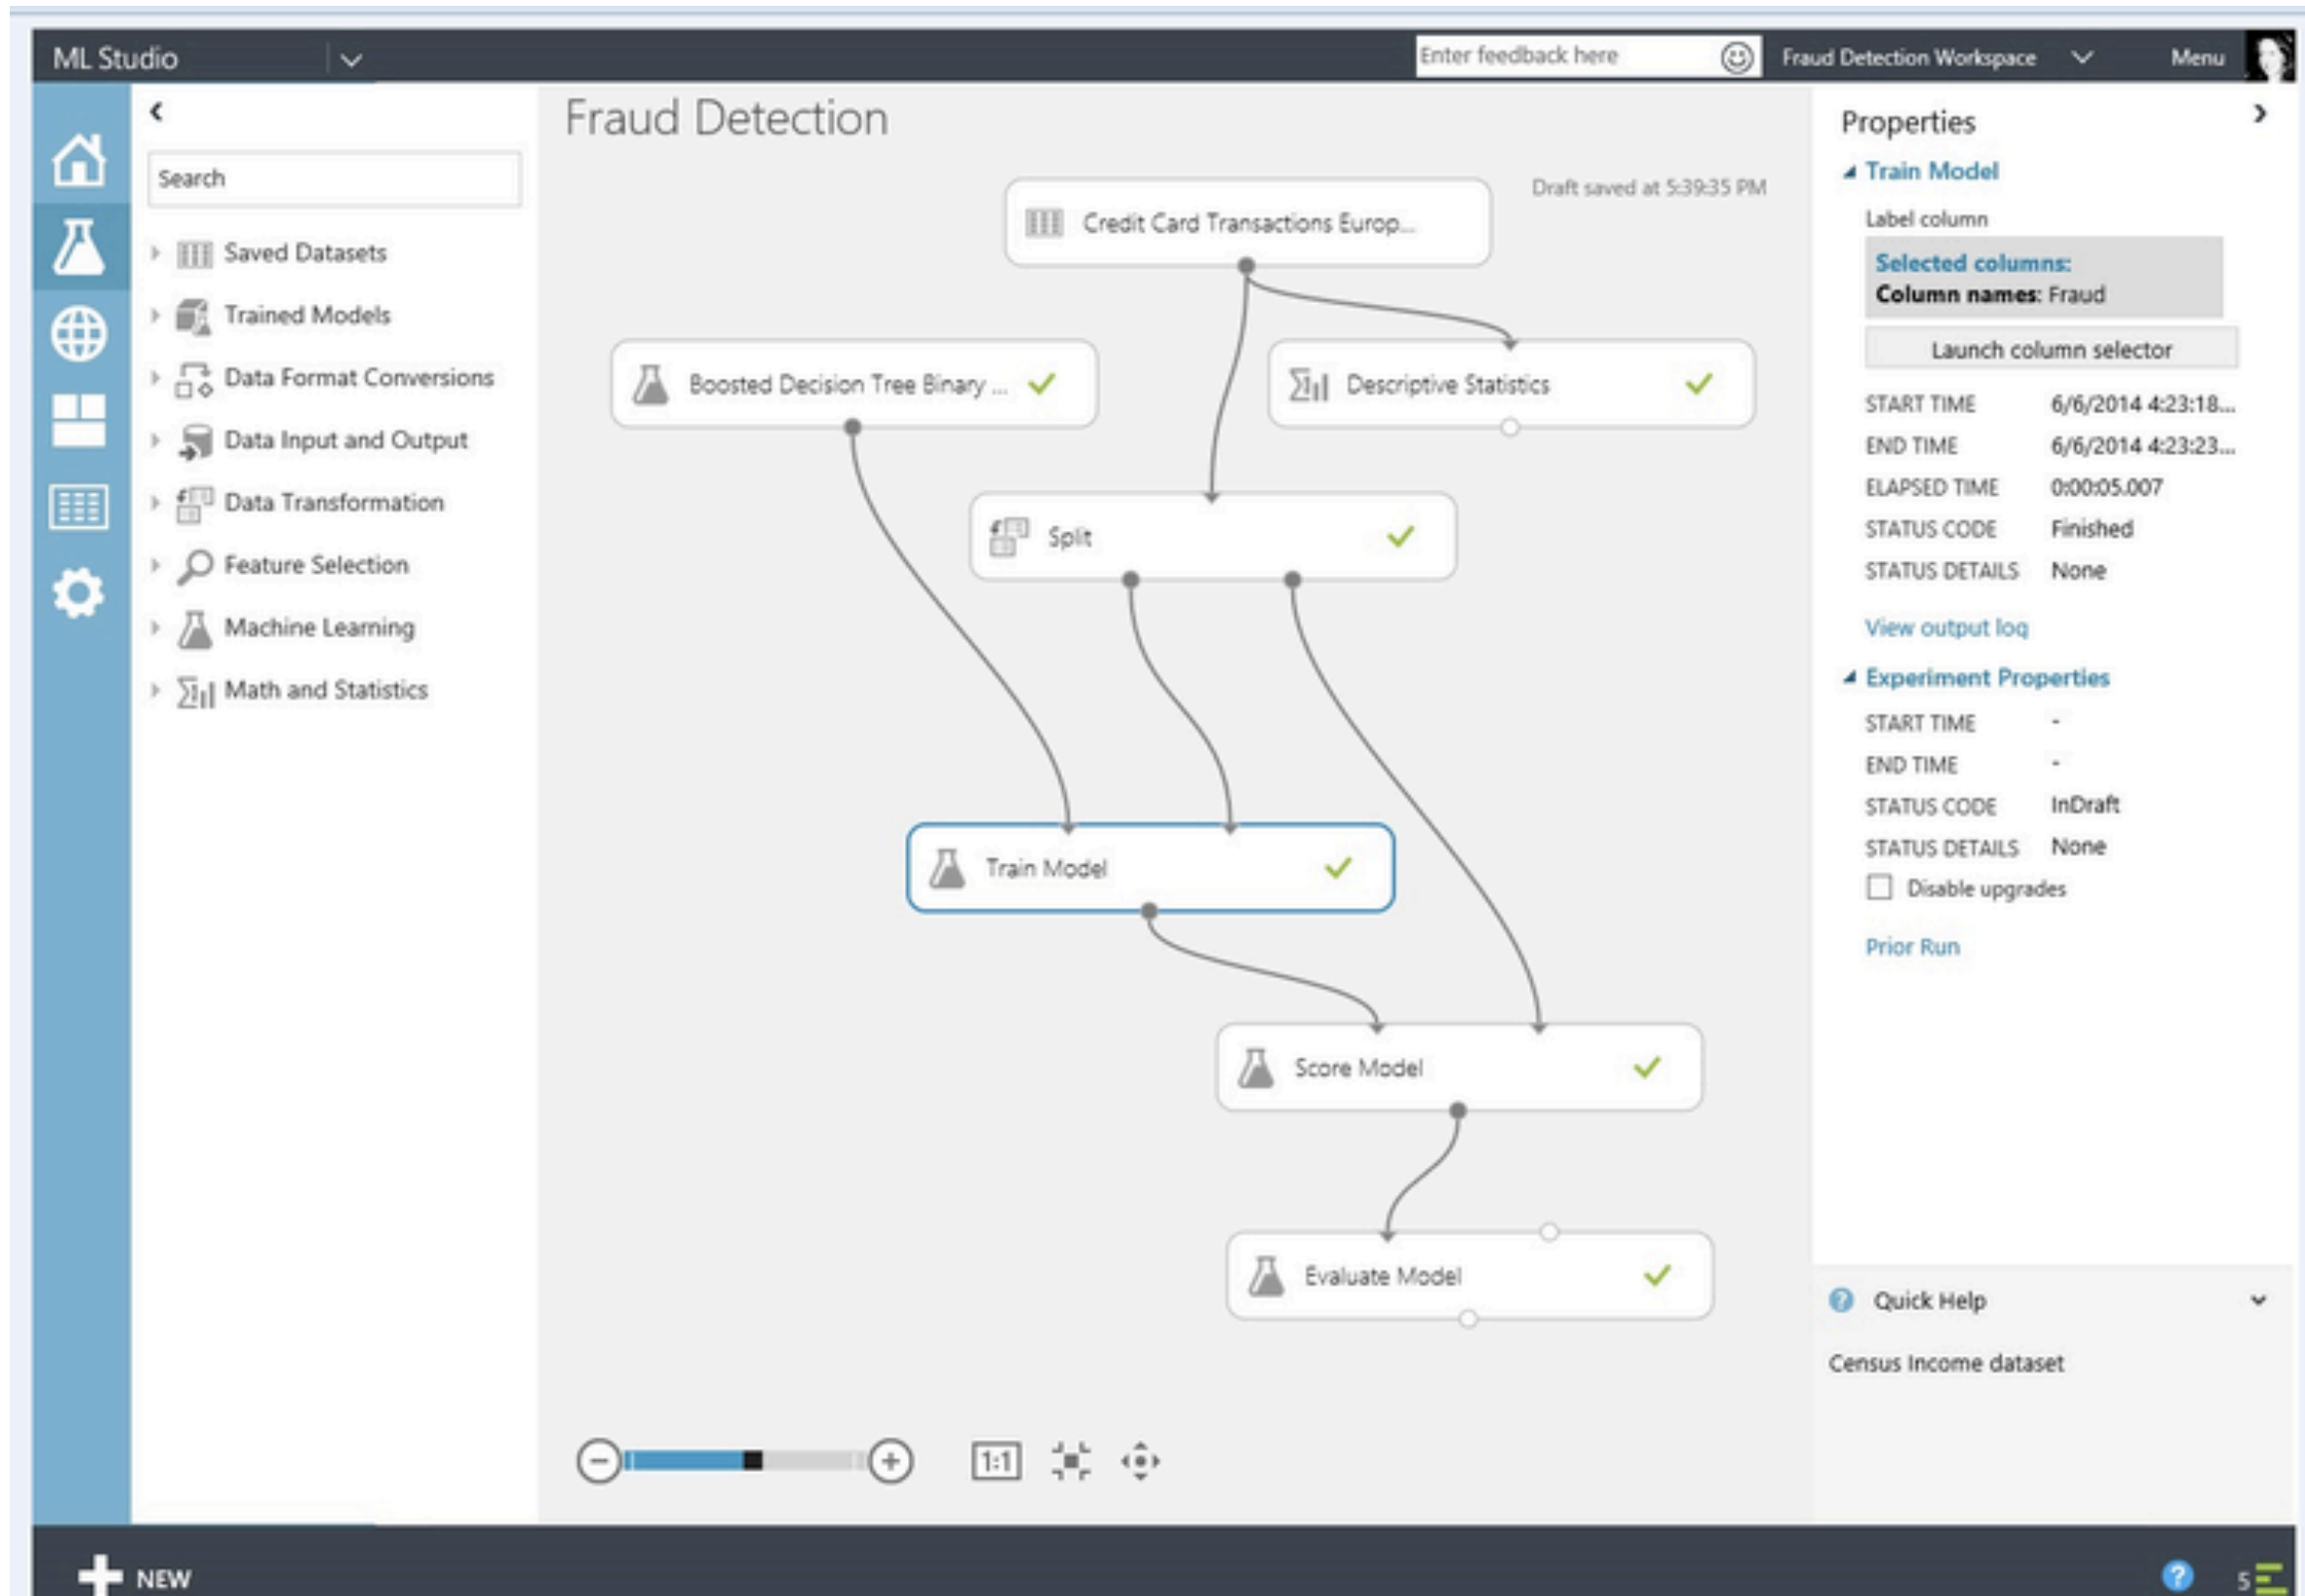 ML Studio
Enter feedback here
Fraud Detection Workspace
Menu
Search
Saved Datasets
Trained Models
Data Format Conversions
Data Input and Output
Data Transformation
Feature Selection
Machine Learning
Math and Statistics
Fraud Detection
Draft saved at 5:39:35 PM
Credit Card Transactions Europ...
Boosted Decision Tree Binary ...
Descriptive Statistics
Split
Train Model
Score Model
Evaluate Model
1:1
Properties
Train Model
Label column
Selected columns:
Column names: Fraud
Launch column selector
START TIME 6/6/2014 4:23:18...
END TIME 6/6/2014 4:23:23...
ELAPSED TIME 0:00:05.007
STATUS CODE Finished
STATUS DETAILS None
View output log
Experiment Properties
START TIME -
END TIME -
STATUS CODE InDraft
STATUS DETAILS None
Disable upgrades
Prior Run
? Quick Help
Census Income dataset
NEW
? 5